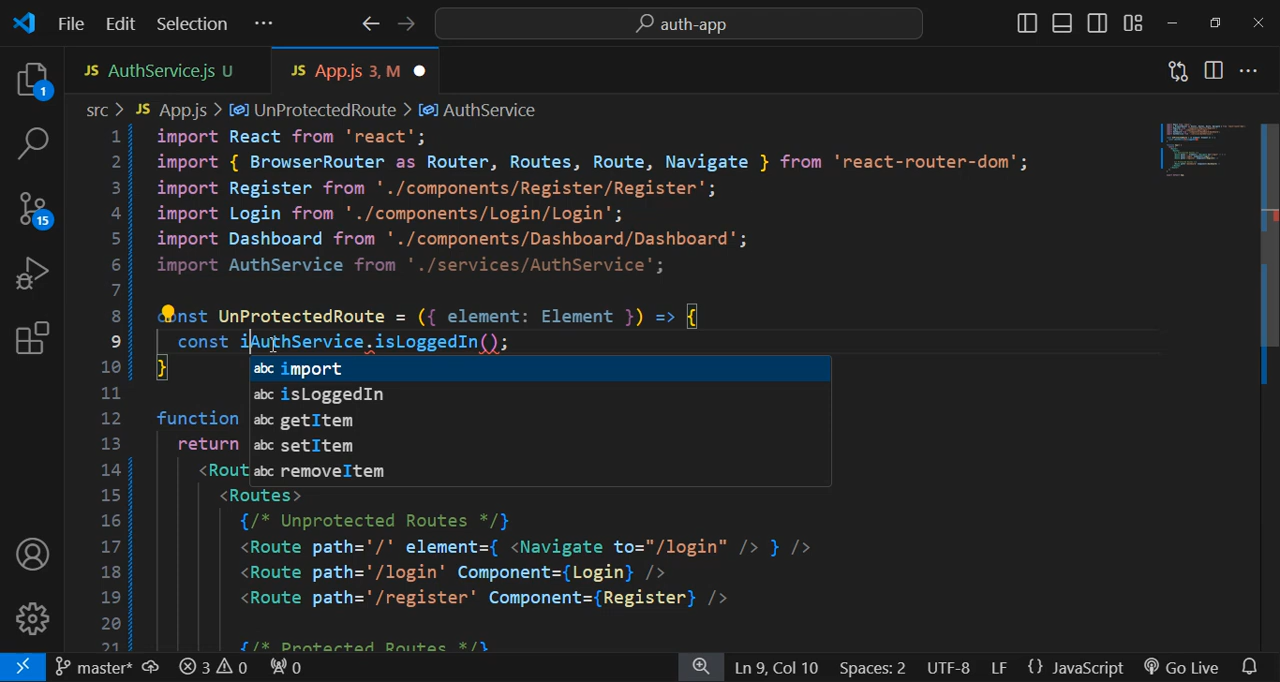 File Edit Selection ··· auth-app
JS AuthService.js U JS App.js 3, M
src > JS App.js > UnProtectedRoute > AuthService
1 import React from 'react';
2 import { BrowserRouter as Router, Routes, Route, Navigate } from 'react-router-dom';
3 import Register from './components/Register/Register';
4 import Login from './components/Login/Login';
5 import Dashboard from './components/Dashboard/Dashboard';
6 import AuthService from './services/AuthService';
7
8 const UnProtectedRoute = ({ element: Element }) => {
9 const iAuthService.isLoggedIn();
10 }
abc import
11
abc isLoggedIn
12 function
abc getItem
13 return
abc setItem
14 <Rout
abc removeItem
15 <Routes>
16 {/* Unprotected Routes */}
17 <Route path='/' element={ <Navigate to="/login" /> } />
18 <Route path='/login' Component={Login} />
19 <Route path='/register' Component={Register} />
20
21 {/* Protected Routes */}
1
15
master* 3 0 0 Ln 9, Col 10 Spaces: 2 UTF-8 LF {} JavaScript Go Live